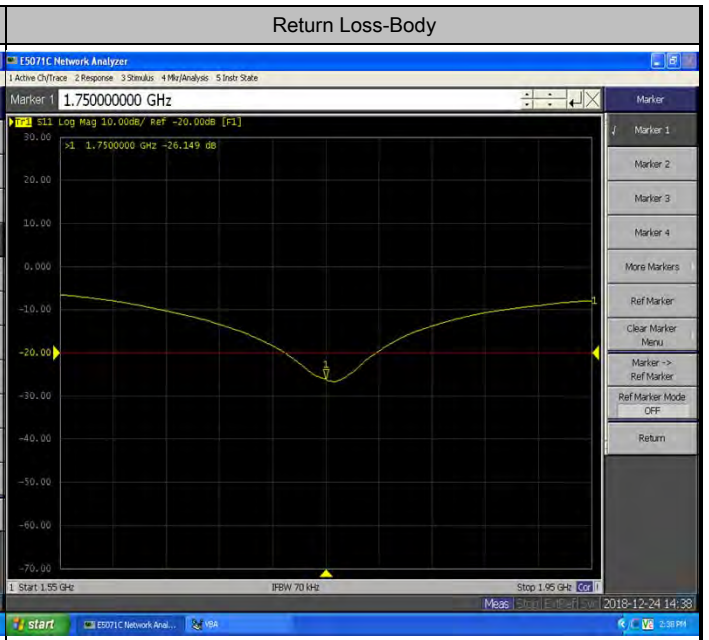 Return Loss-Body
E5071C Network Analyzer
1 Active Ch/Trace 2 Response 3 Stimulus 4 Mkr/Analysis 5 Instr State
Marker 1 1.750000000 GHz
Marker
Tr1 S11 Log Mag 10.00dB/ Ref -20.00dB [F1]
>1 1.7500000 GHz -26.149 dB
30.00
20.00
10.00
0.000
-10.00
-20.00
-30.00
-40.00
-50.00
-60.00
-70.00
1
1
Marker 1
Marker 2
Marker 3
Marker 4
More Markers
Ref Marker
Clear Marker
Menu
Marker ->
Ref Marker
Ref Marker Mode
OFF
Return
1 Start 1.55 GHz IFBW 70 kHz Stop 1.95 GHz Cor
Meas 2018-12-24 14:38
start E5071C Network Anal... VBA 2:38 PM